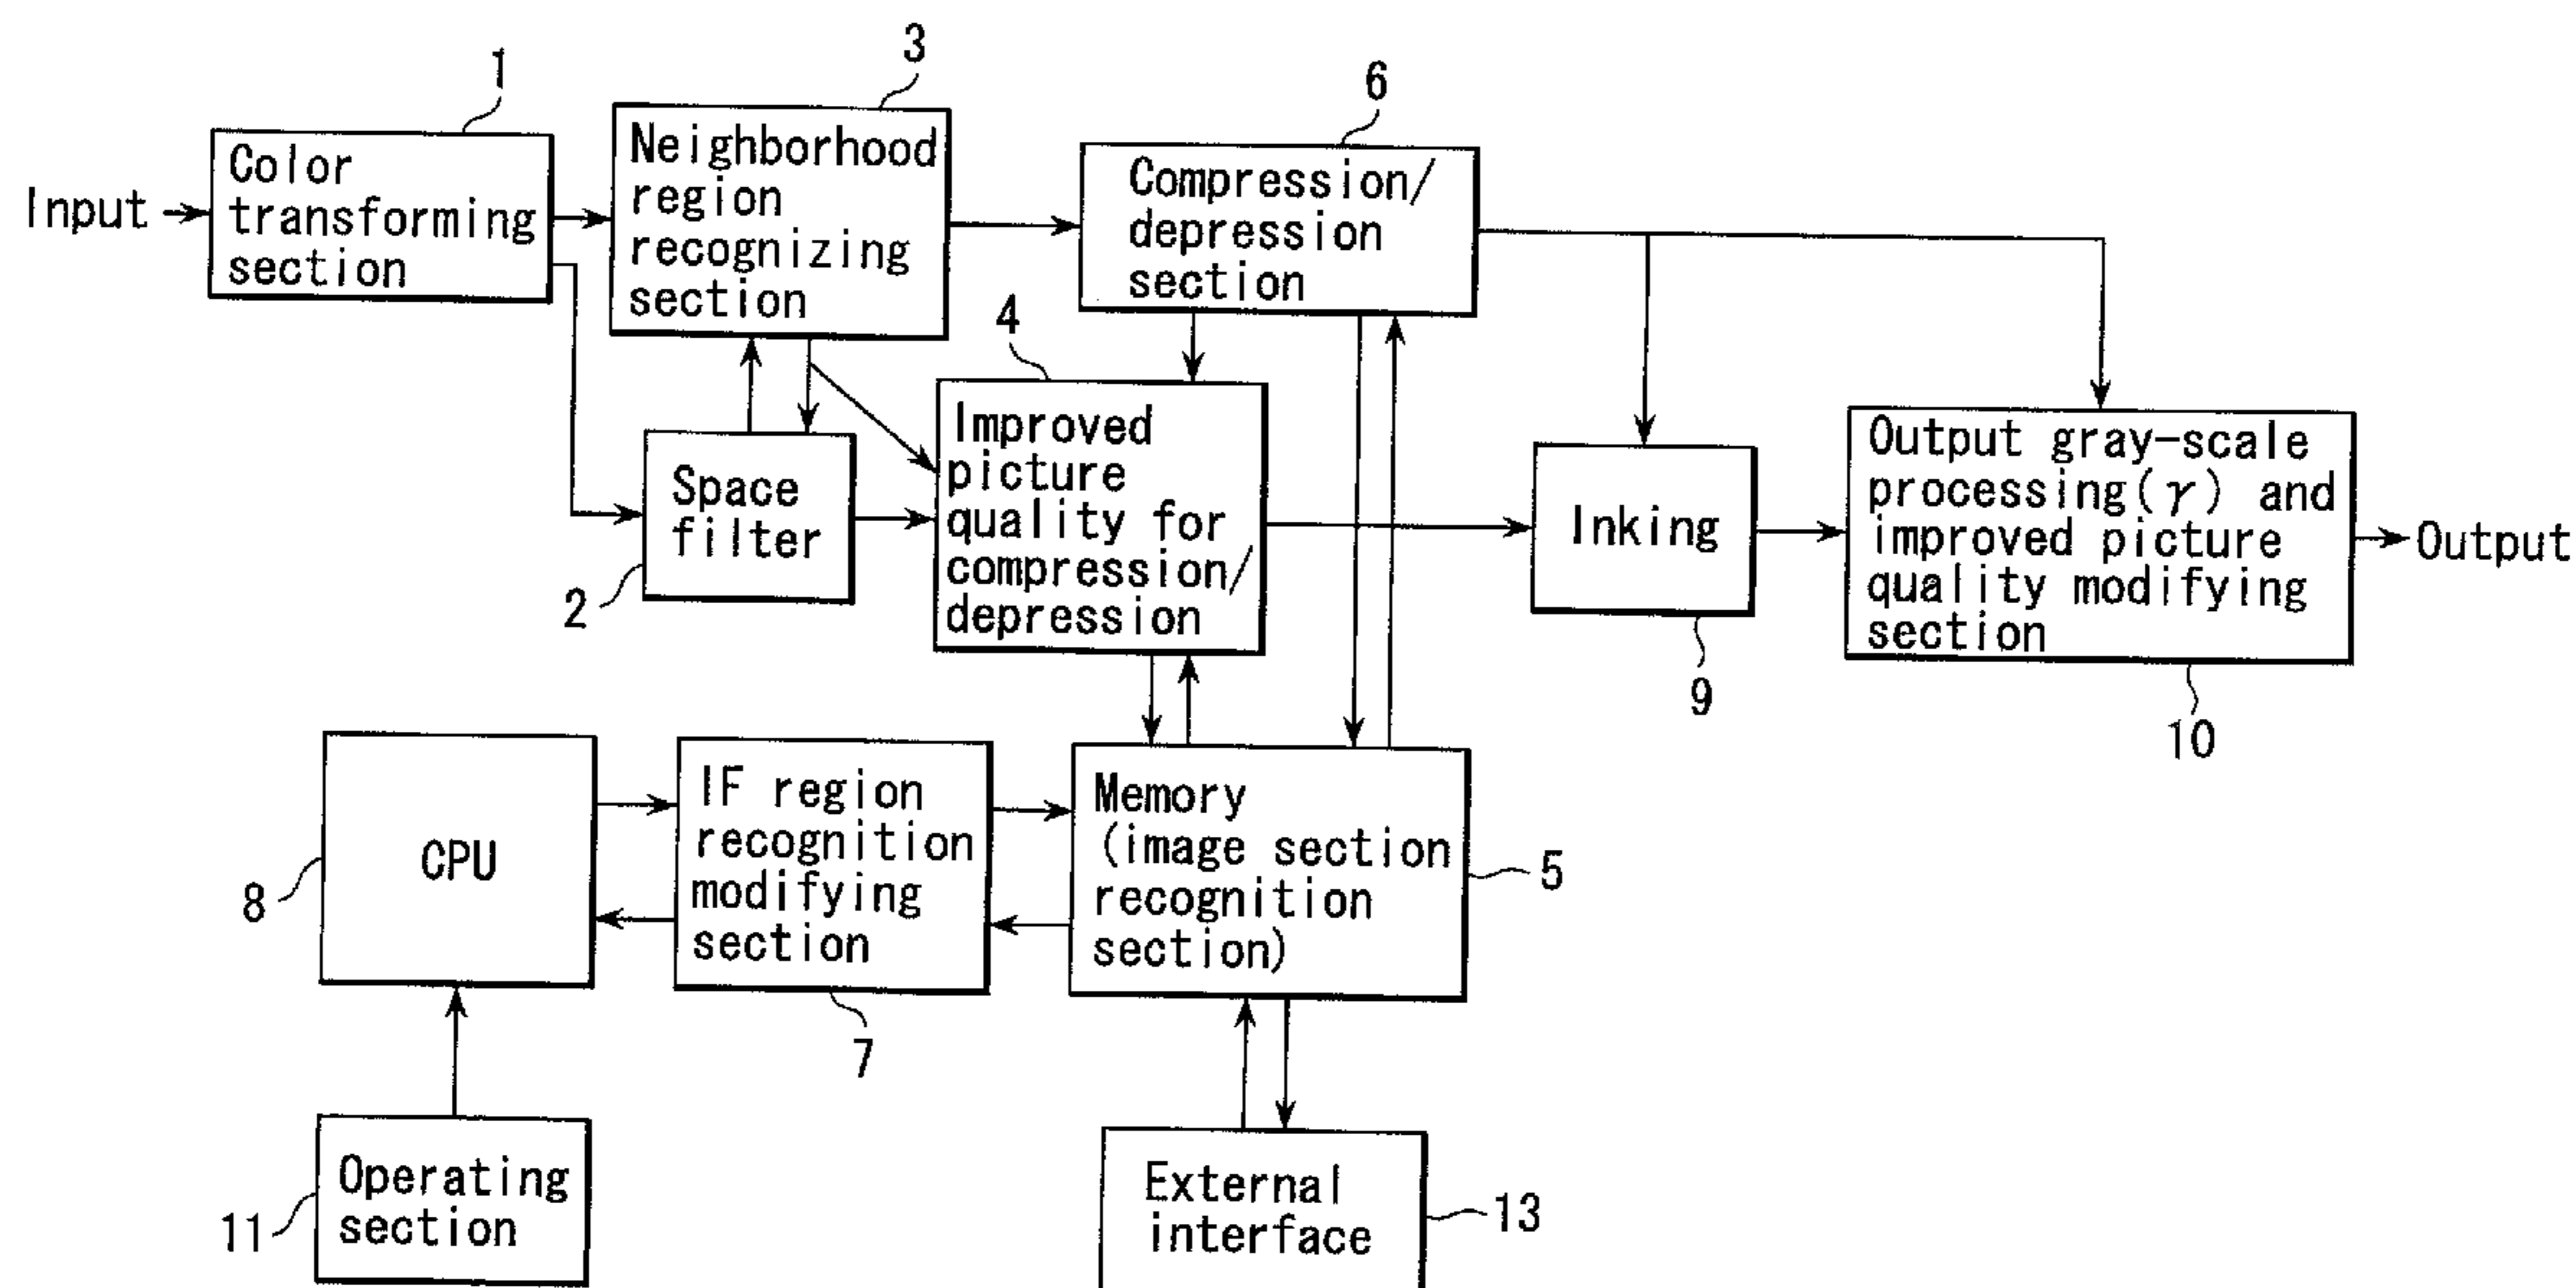 1
3
6
Input
Color
transforming
section
Neighborhood
region
recognizing
section
Compression/
depression
section
4
2
Space
filter
Improved
picture
quality for
compression/
depression
Inking
9
Output gray-scale
processing(γ) and
improved picture
quality modifying
section
Output
10
8
CPU
IF region
recognition
modifying
section
7
Memory
(image section
recognition
section)
5
11
Operating
section
External
interface
13